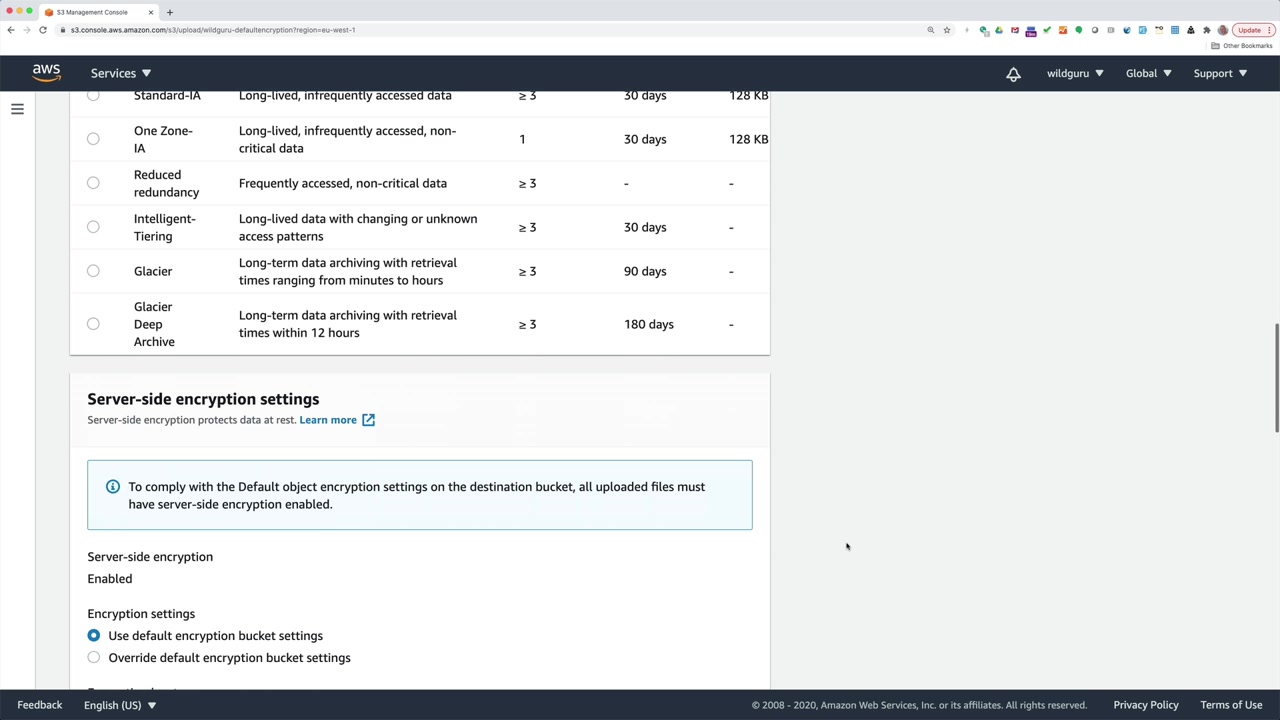 S3 Management Console
s3.console.aws.amazon.com/s3/upload/wildguru-defaultencryption?region=eu-west-1
Update
Other Bookmarks
aws
Services
wildguru
Global
Support
Standard-IA
Long-lived, infrequently accessed data
≥ 3
30 days
128 KB
One Zone-
IA
Long-lived, infrequently accessed, non-
critical data
1
30 days
128 KB
Reduced
redundancy
Frequently accessed, non-critical data
≥ 3
-
-
Intelligent-
Tiering
Long-lived data with changing or unknown
access patterns
≥ 3
30 days
-
Glacier
Long-term data archiving with retrieval
times ranging from minutes to hours
≥ 3
90 days
-
Glacier
Deep
Archive
Long-term data archiving with retrieval
times within 12 hours
≥ 3
180 days
-
Server-side encryption settings
Server-side encryption protects data at rest. Learn more
To comply with the Default object encryption settings on the destination bucket, all uploaded files must
have server-side encryption enabled.
Server-side encryption
Enabled
Encryption settings
Use default encryption bucket settings
Override default encryption bucket settings
Feedback
English (US)
© 2008 - 2020, Amazon Web Services, Inc. or its affiliates. All rights reserved.
Privacy Policy
Terms of Use